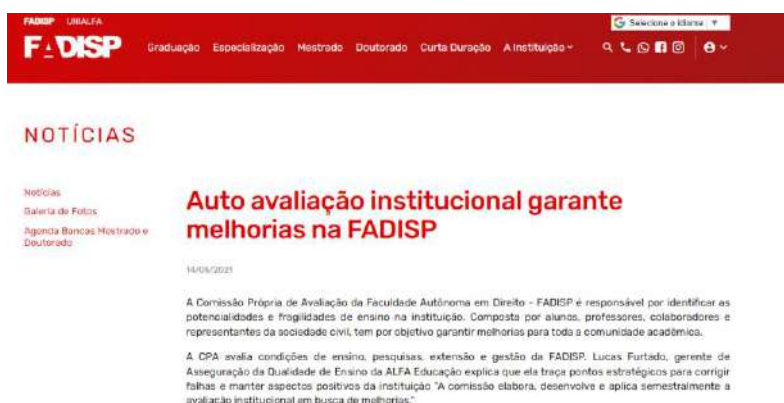 FADISP UNIALFA
Selecione o idioma ▼
FADISP
Graduação Especialização Mestrado Doutorado Curta Duração A Instituição
NOTÍCIAS
Notícias
Galeria de Fotos
Agenda Bancas Mestrado e
Doutorado
Auto avaliação institucional garante
melhorias na FADISP
A Comissão Própria de Avaliação da Faculdade Autônoma em Direito - FADISP é responsável por identificar as
potencialidades e fragilidades de ensino na instituição. Composta por alunos, professores, colaboradores e
representantes da sociedade civil, tem por objetivo garantir melhorias para toda a comunidade acadêmica.
A CPA avalia condições de ensino, pesquisas, extensão e gestão da FADISP. Lucas Furtado, gerente de
Asseguração da Qualidade de Ensino da ALFA Educação explica que ela traça pontos estratégicos para corrigir
falhas e manter aspectos positivos da instituição "A comissão elabora, desenvolve e aplica semestralmente a
avaliação institucional em busca de melhorias."